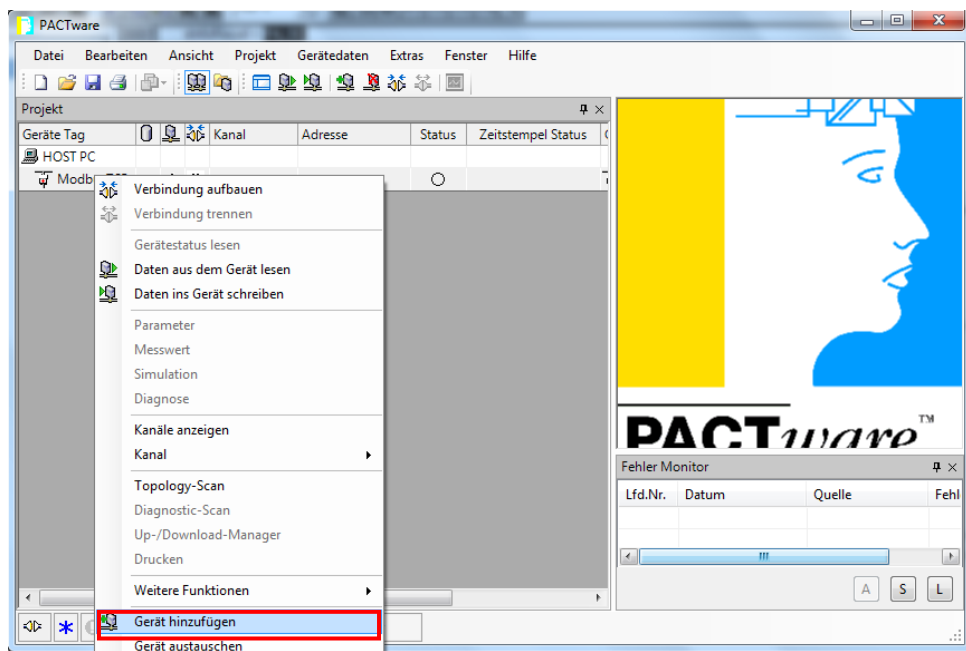 PACTware
Datei Bearbeiten Ansicht Projekt Gerätedaten Extras Fenster Hilfe
Projekt
Geräte Tag Kanal Adresse Status Zeitstempel Status
HOST PC
Verbindung aufbauen
Verbindung trennen
Gerätestatus lesen
Daten aus dem Gerät lesen
Daten ins Gerät schreiben
Parameter
Messwert
Simulation
Diagnose
Kanäle anzeigen
Kanal
Topology-Scan
Diagnostic-Scan
Up-/Download-Manager
Drucken
Weitere Funktionen
Gerät hinzufügen
Gerät austauschen
PACTware™
Fehler Monitor
Lfd.Nr. Datum Quelle Fehl
A S L